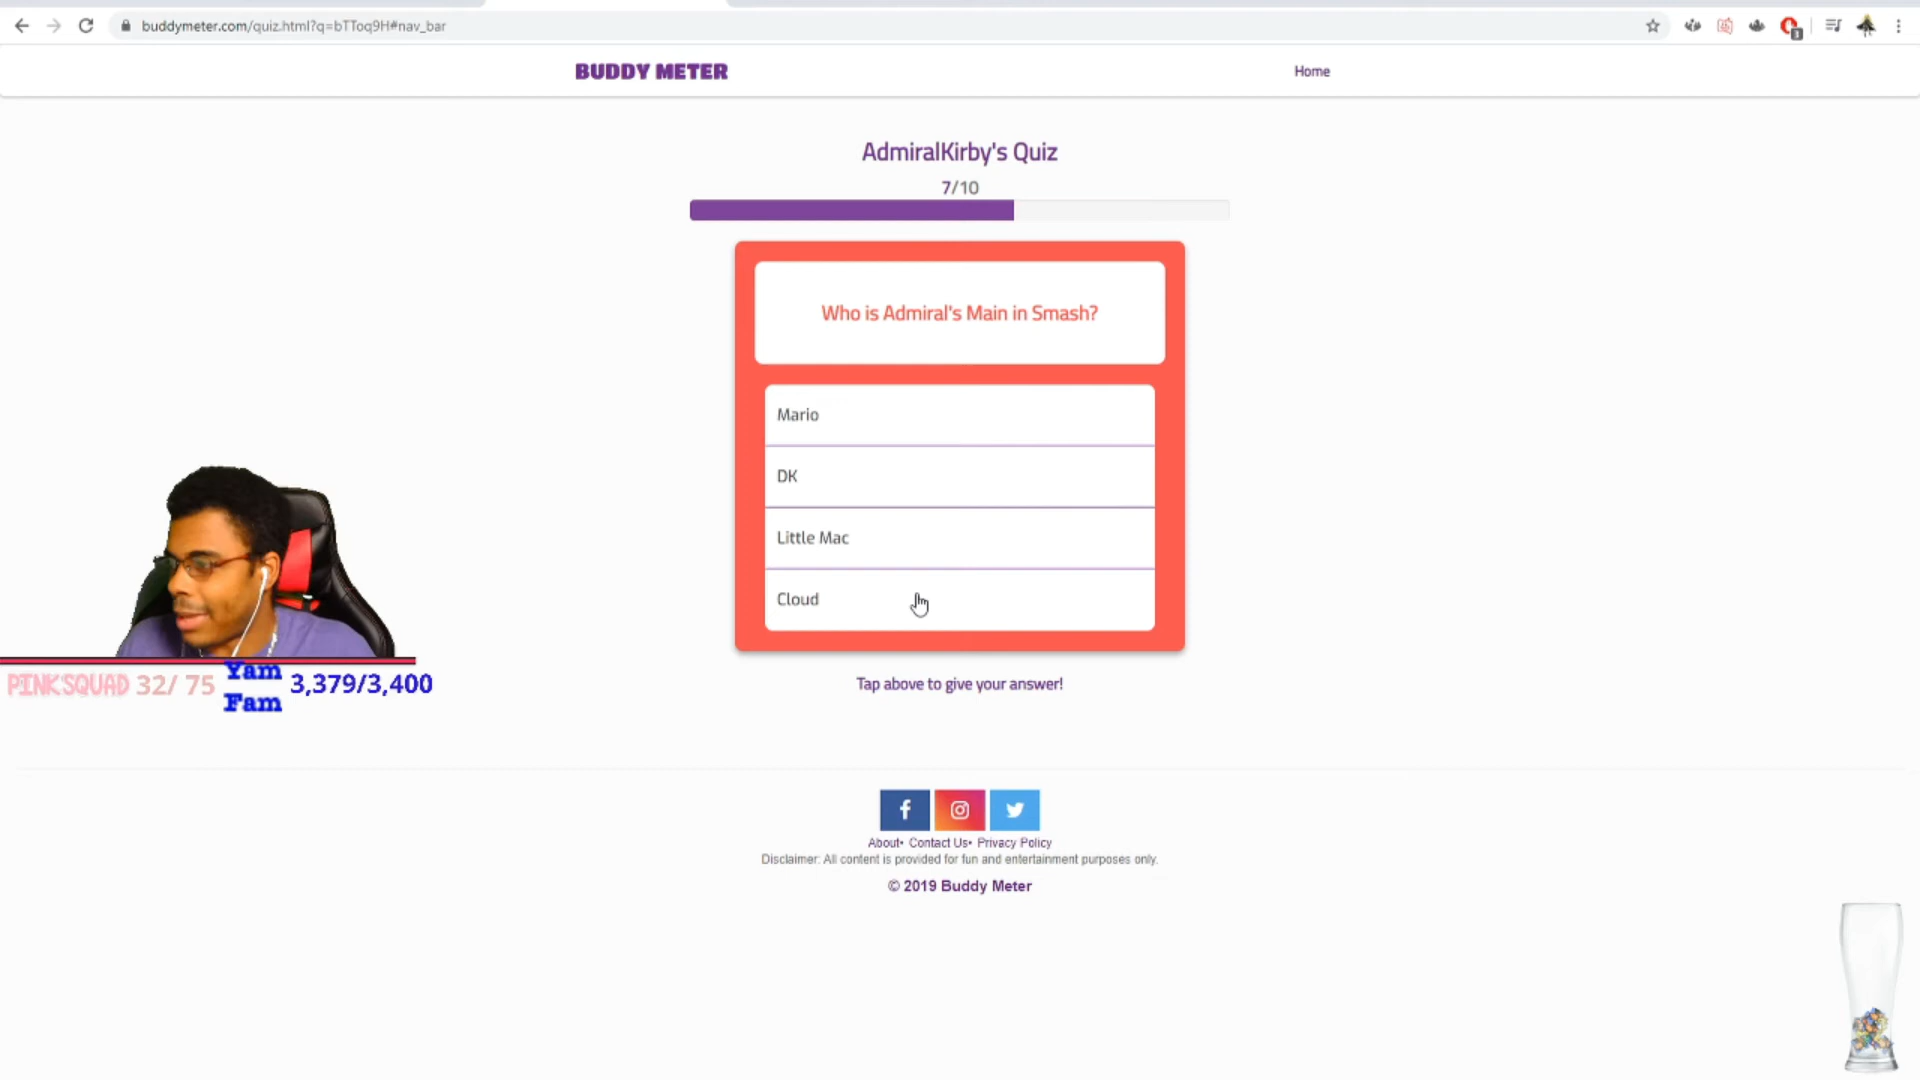 buddymeter.com/quiz.html?q=bTToq9H#nav_bar
3
BUDDY METER
Home
AdmiralKirby's Quiz
7/10
Who is Admiral's Main in Smash?
Mario
DK
Little Mac
Cloud
Tap above to give your answer!
PINKSQUAD 32/ 75
Yam Fam
3,379/3,400
About• Contact Us• Privacy Policy
Disclaimer: All content is provided for fun and entertainment purposes only.
© 2019 Buddy Meter